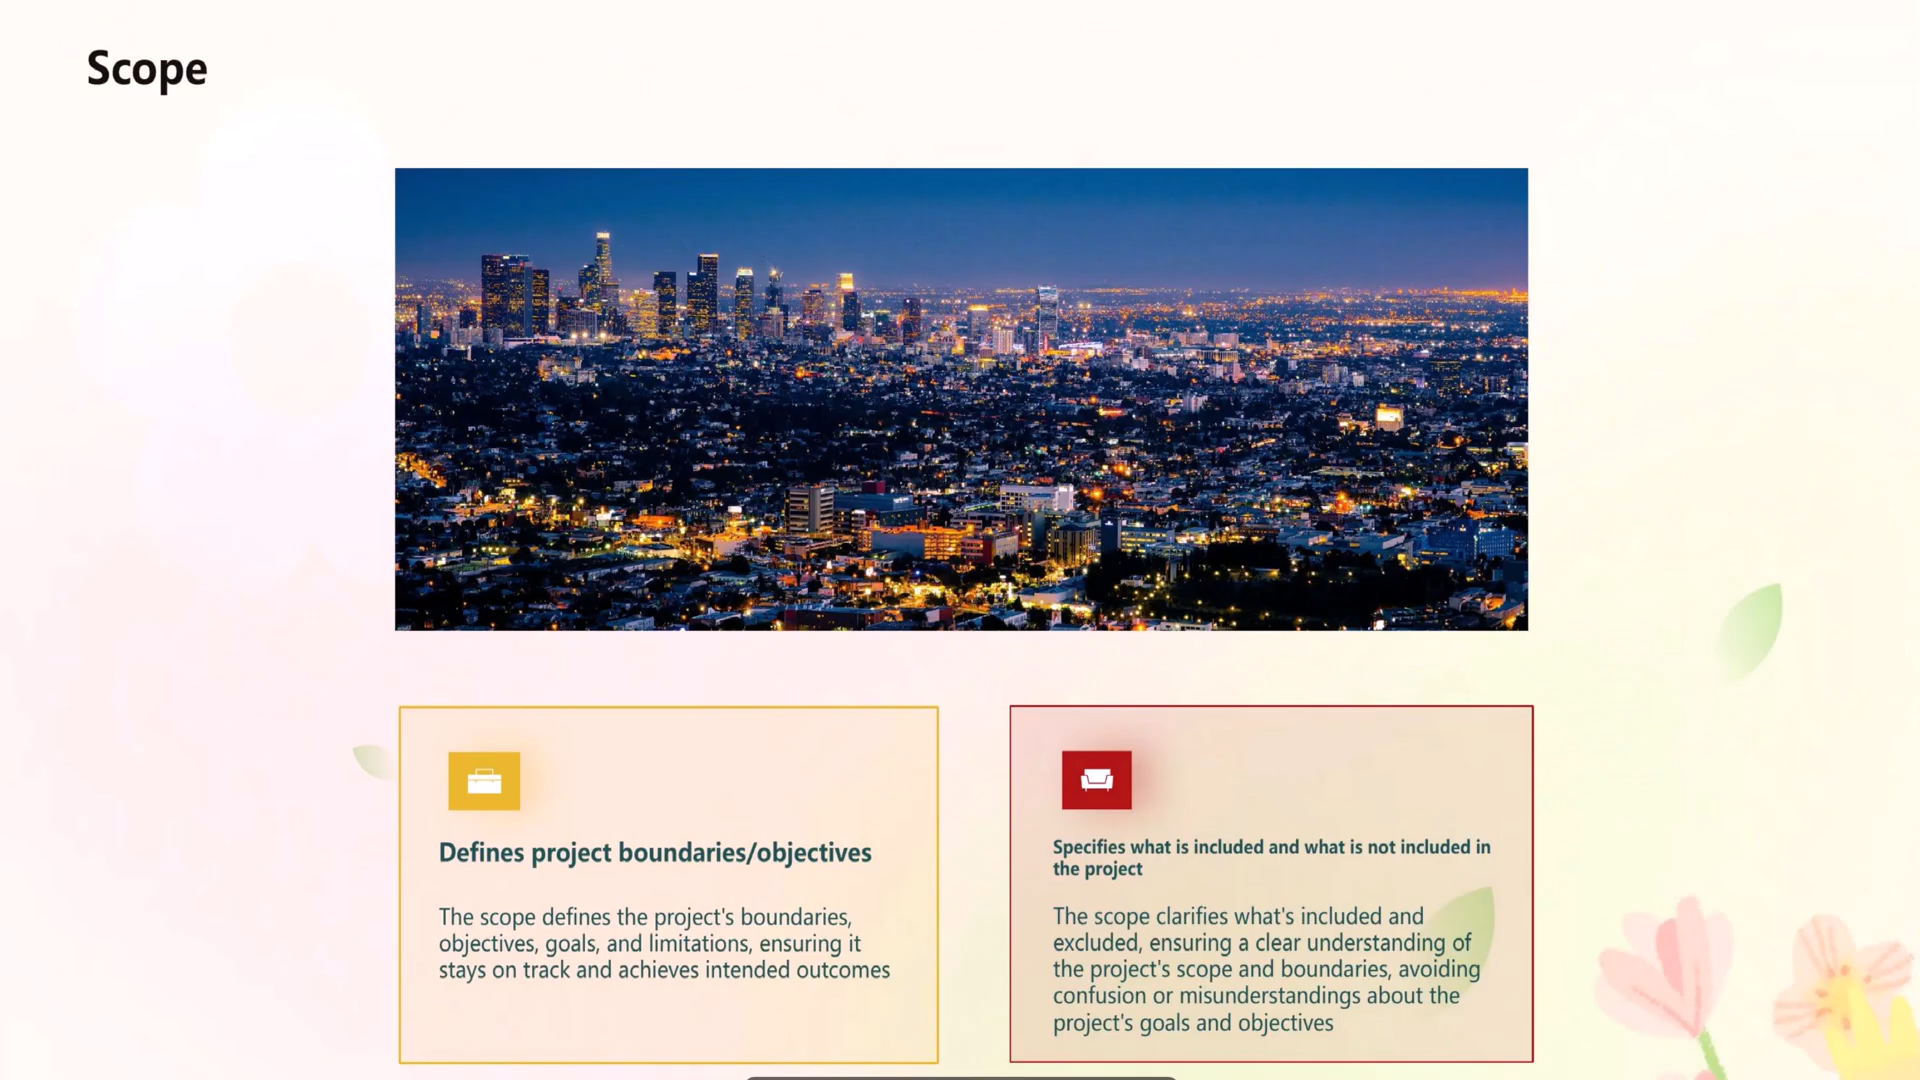 Scope
Defines project boundaries/objectives
The scope defines the project's boundaries,
objectives, goals, and limitations, ensuring it
stays on track and achieves intended outcomes
Specifies what is included and what is not included in
the project
The scope clarifies what's included and
excluded, ensuring a clear understanding of
the project's scope and boundaries, avoiding
confusion or misunderstandings about the
project's goals and objectives